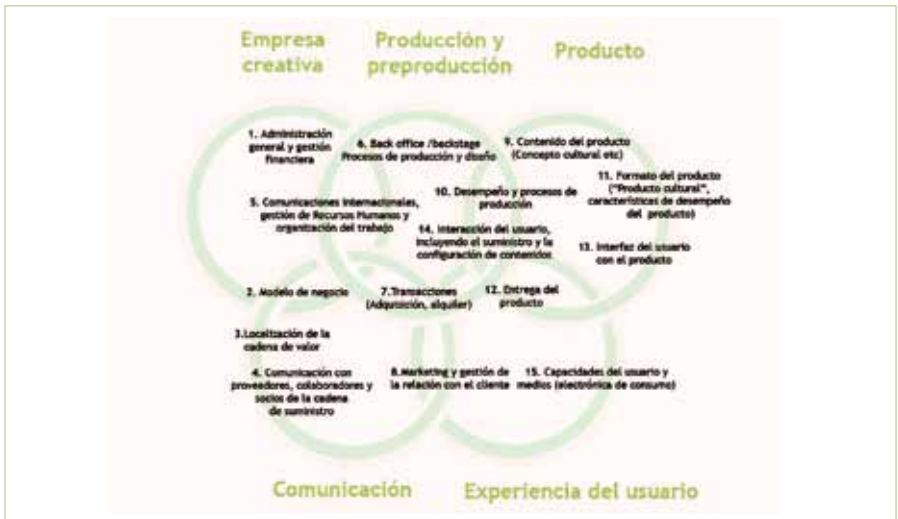 Empresa
creativa
Producción y
preproducción
Producto
1. Administración
general y gestión
financiera
6. Back office /backstage
Procesos de producción y diseño
9. Contenido del producto
(Concepto cultural etc)
11. Formato del producto
("Producto cultural",
características de desempeño
del producto)
10. Desempeño y procesos de
producción
5. Comunicaciones internacionales,
gestión de Recursos Humanos y
organización del trabajo
14. Interacción del usuario,
incluyendo el suministro y la
configuración de contenidos
13. Interfaz del usuario
con el producto
2. Modelo de negocio
7.Transacciones
(Adquisición, alquiler)
12. Entrega del
producto
3.Localización de la
cadena de valor
4. Comunicación con
proveedores, colaboradores y
socios de la cadena
de suministro
8.Marketing y gestión de
la relación con el cliente
15. Capacidades del usuario y
medios (electrónica de consumo)
Comunicación
Experiencia del usuario